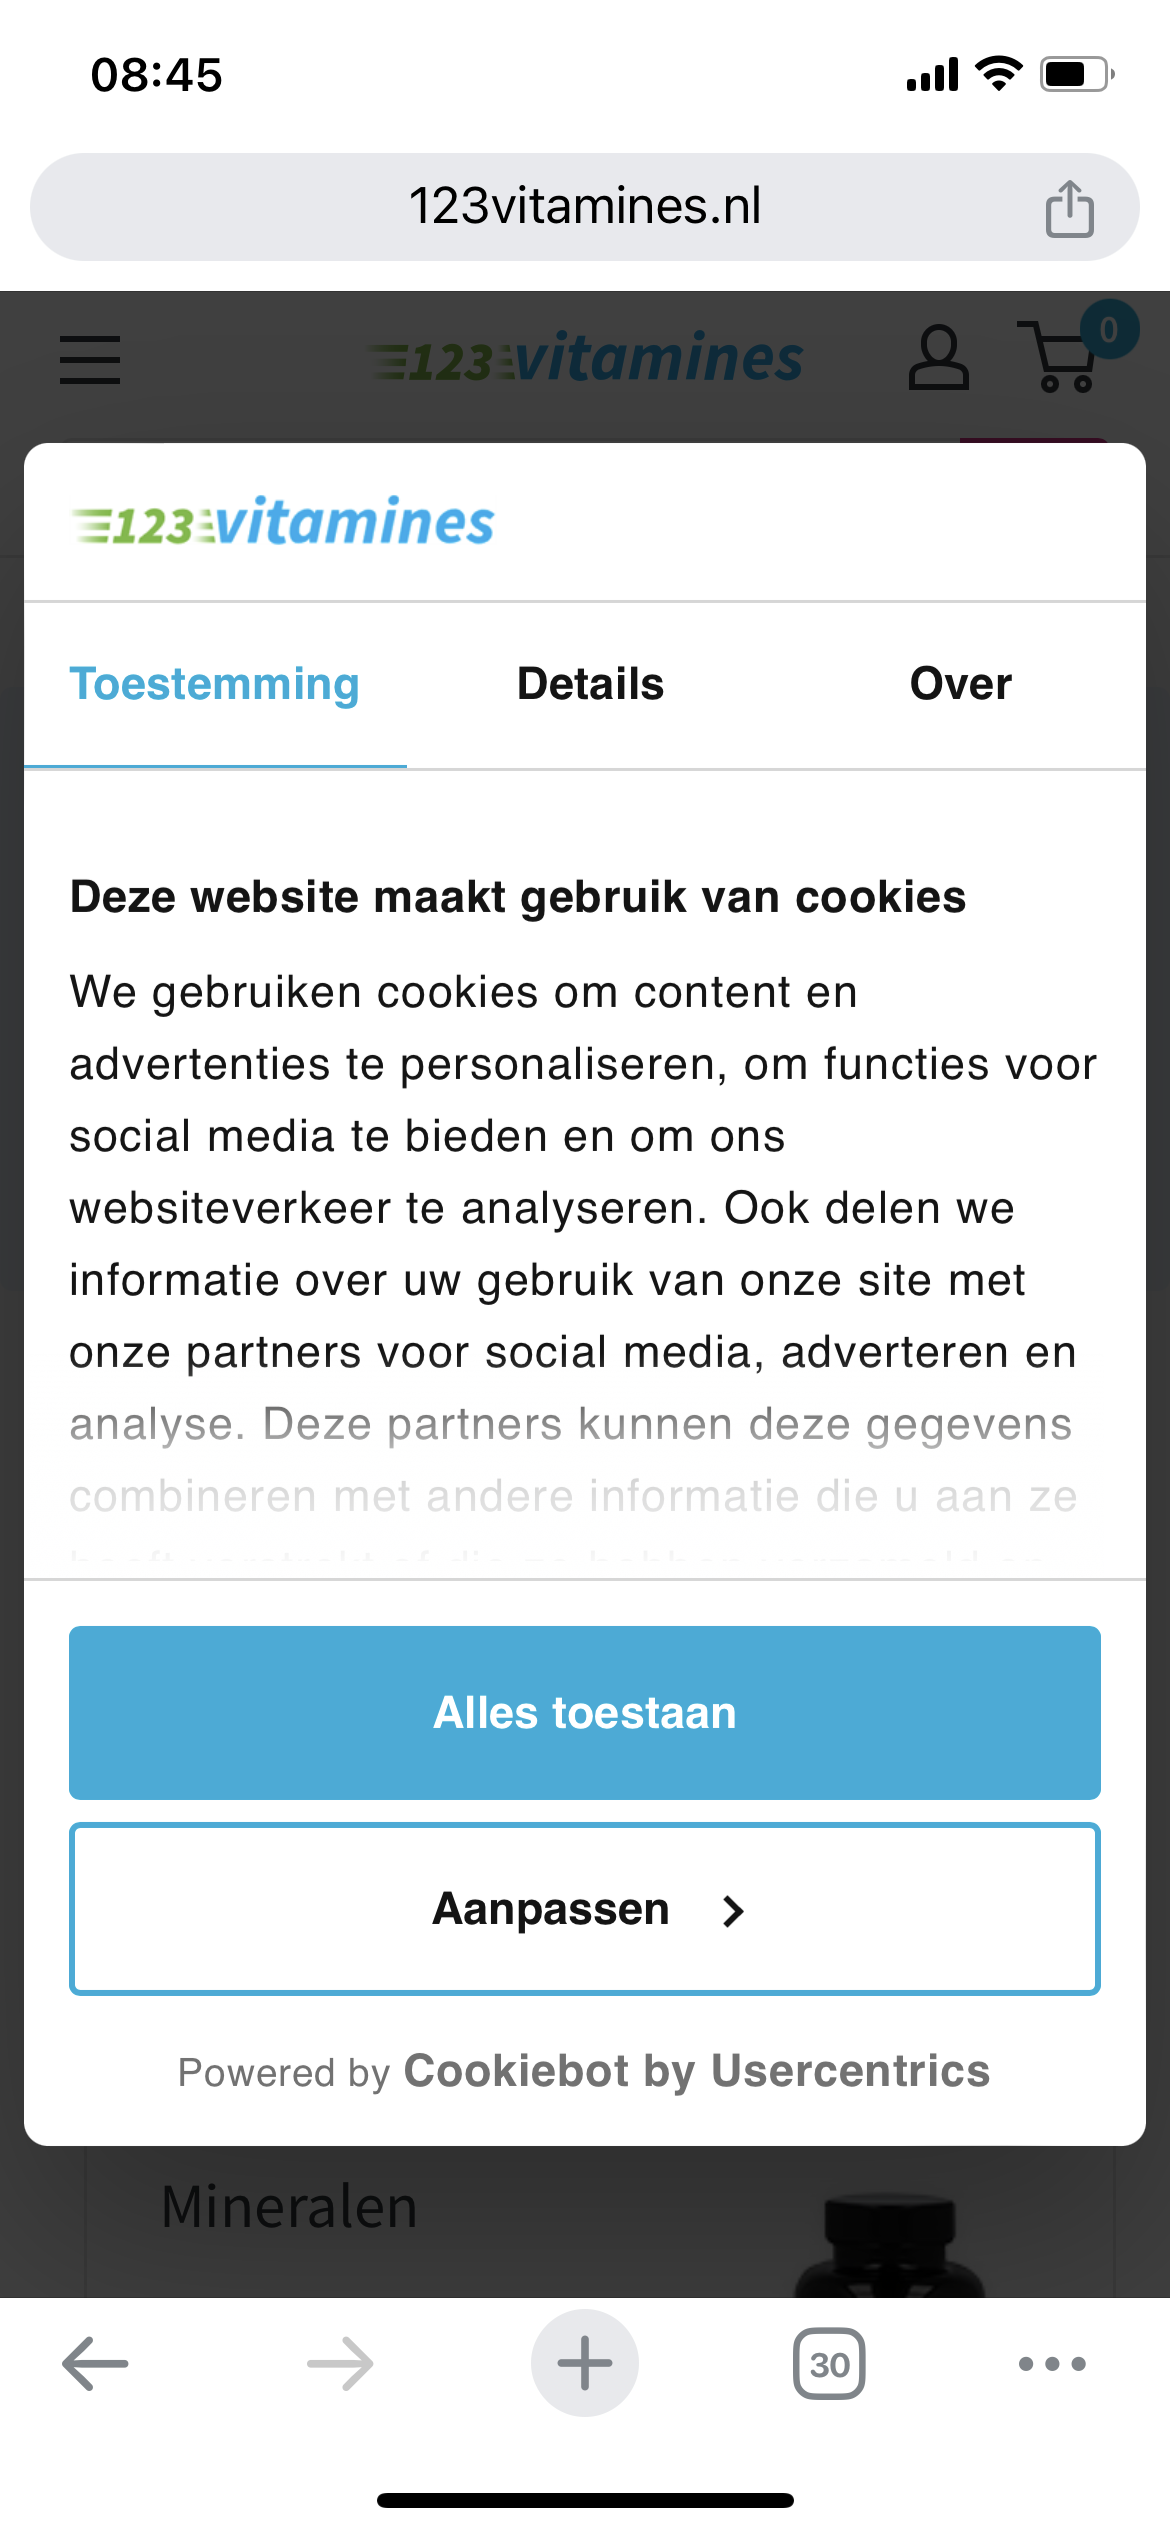 08:45
123vitamines.nl
123vitamines
0
123vitamines
Toestemming
Details
Over
Deze website maakt gebruik van cookies
We gebruiken cookies om content en
advertenties te personaliseren, om functies voor
social media te bieden en om ons
websiteverkeer te analyseren. Ook delen we
informatie over uw gebruik van onze site met
onze partners voor social media, adverteren en
analyse. Deze partners kunnen deze gegevens
combineren met andere informatie die u aan ze
Alles toestaan
Aanpassen
Powered by Cookiebot by Usercentrics
Mineralen
30